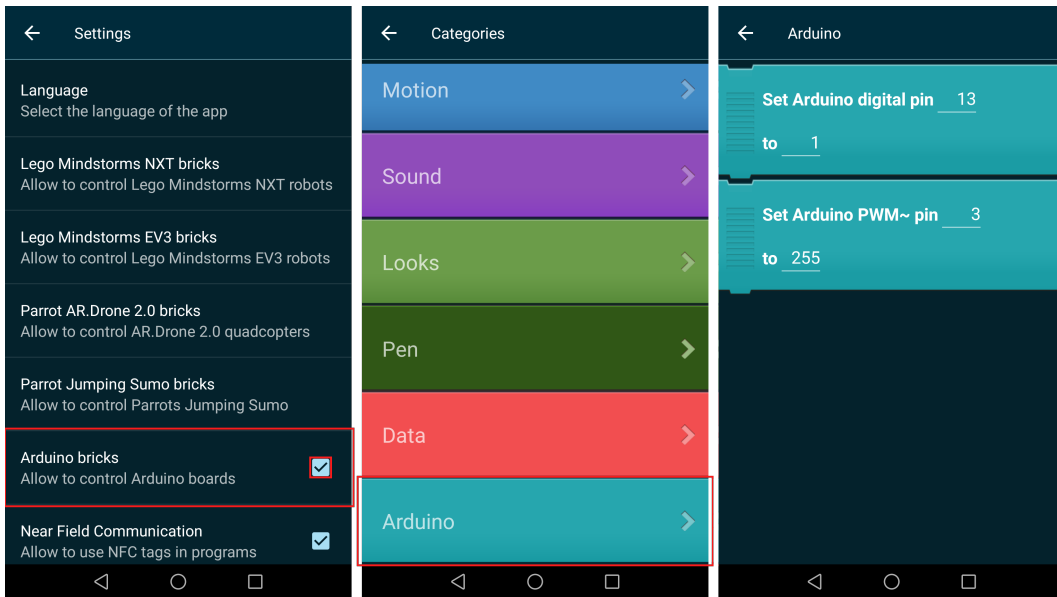 Settings
Language
Select the language of the app
Lego Mindstorms NXT bricks
Allow to control Lego Mindstorms NXT robots
Lego Mindstorms EV3 bricks
Allow to control Lego Mindstorms EV3 robots
Parrot AR.Drone 2.0 bricks
Allow to control AR.Drone 2.0 quadcopters
Parrot Jumping Sumo bricks
Allow to control Parrots Jumping Sumo
Arduino bricks
Allow to control Arduino boards
Near Field Communication
Allow to use NFC tags in programs
Categories
Motion
Sound
Looks
Pen
Data
Arduino
Arduino
Set Arduino digital pin 13
to 1
Set Arduino PWM~ pin 3
to 255